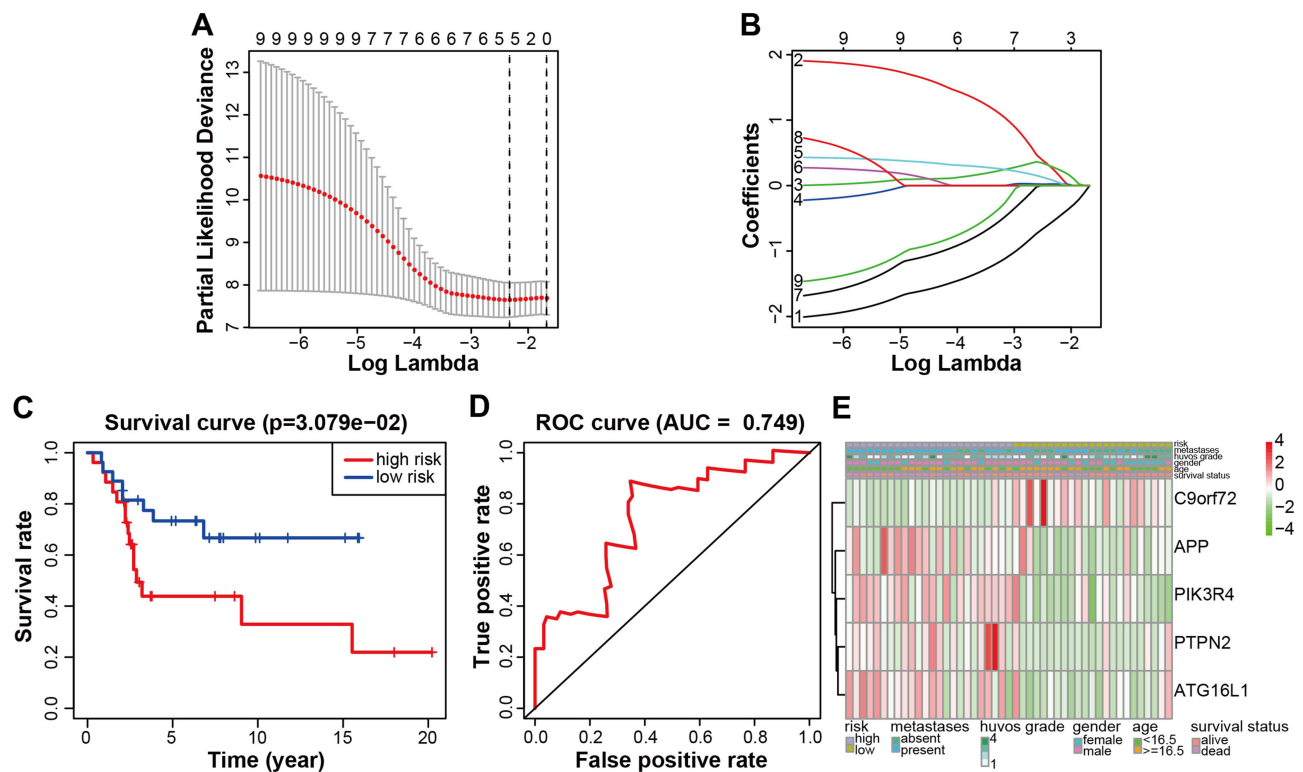 A
9 9 9 9 9 9 9 7 7 7 6 6 7 6 5 5 2 0
Partial Likelihood Deviance
13
12
11
10
9
8
7
−6 −5 −4 −3 −2
Log Lambda
B
9 9 6 7 3
Coefficients
2
1
0
−1
−2
2
8
5
6
3
4
9
7
1
−6 −5 −4 −3 −2
Log Lambda
C
Survival curve (p=3.079e−02)
Survival rate
1.0
0.8
0.6
0.4
0.2
0.0
high risk
low risk
0 5 10 15 20
Time (year)
D
ROC curve (AUC = 0.749)
True positive rate
1.0
0.8
0.6
0.4
0.2
0.0
0.0 0.2 0.4 0.6 0.8 1.0
False positive rate
E
risk
metastases
huvos grade
gender
age
survival status
4
2
0
−2
−4
C9orf72
APP
PIK3R4
PTPN2
ATG16L1
risk metastases huvos grade gender age survival status
high absent 4 female <16.5 alive
low present 1 male >=16.5 dead